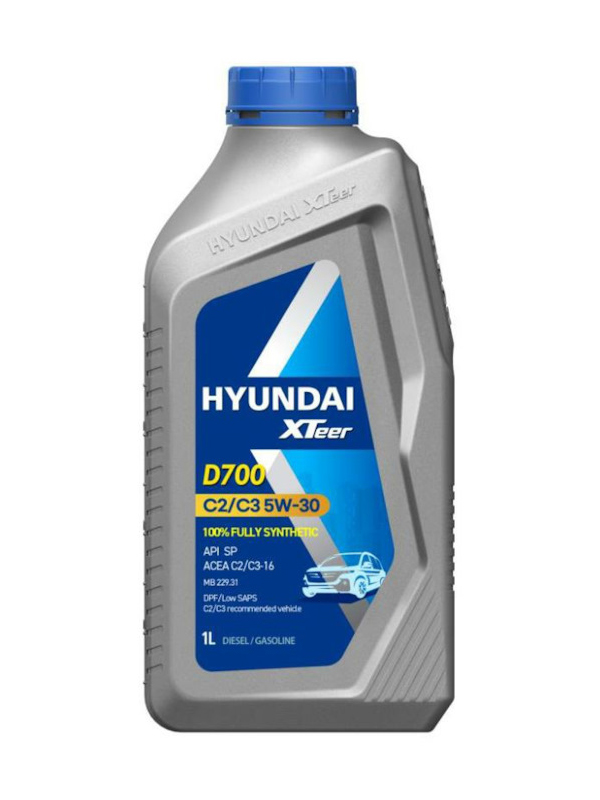 HYUNDAI XTeer
HYUNDAI
XTeer
D700
C2/C3 5W-30
100% FULLY SYNTHETIC
API SP
ACEA C2/C3-16
MB 229.31
DPF/Low SAPS
C2/C3 recommended vehicle
1L DIESEL / GASOLINE